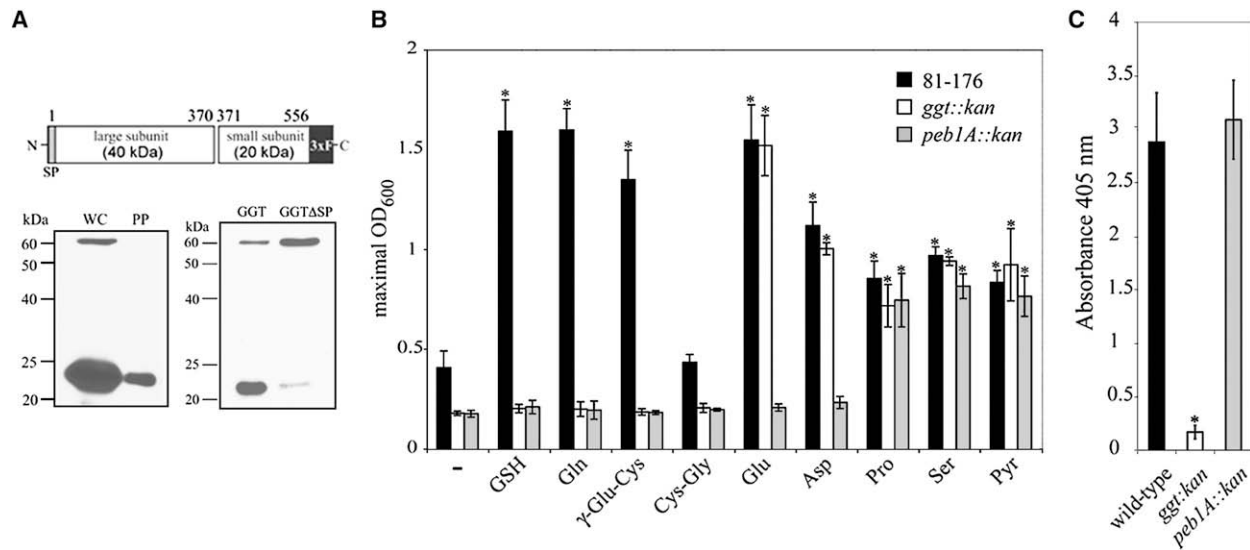 A
1 370 371 556
N large subunit small subunit 3xF C
(40 kDa) (20 kDa)
SP
kDa WC PP
60
50
40
25
20
kDa GGT GGTΔSP
60
50
40
25
20
B
maximal OD600
2
1.5
1
0.5
0
81-176
ggt::kan
peb1A::kan
* * * * * * * * * * * * * * * *
-
GSH
Gln
γ-Glu-Cys
Cys-Gly
Glu
Asp
Pro
Ser
Pyr
C
Absorbance 405 nm
4
3.5
3
2.5
2
1.5
1
0.5
0
*
wild-type
ggt:kan
peb1A::kan